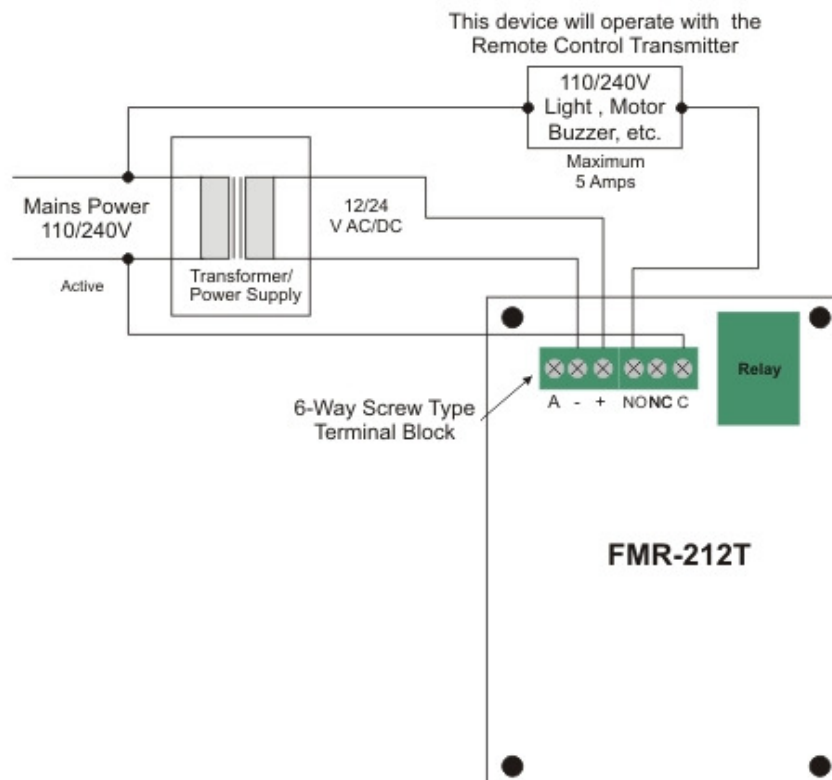 This device will operate with the
Remote Control Transmitter
110/240V
Light , Motor
Buzzer, etc.
Maximum
5 Amps
Mains Power
110/240V
12/24
V AC/DC
Active
Transformer/
Power Supply
Relay
6-Way Screw Type
Terminal Block
A - + NO NC C
FMR-212T